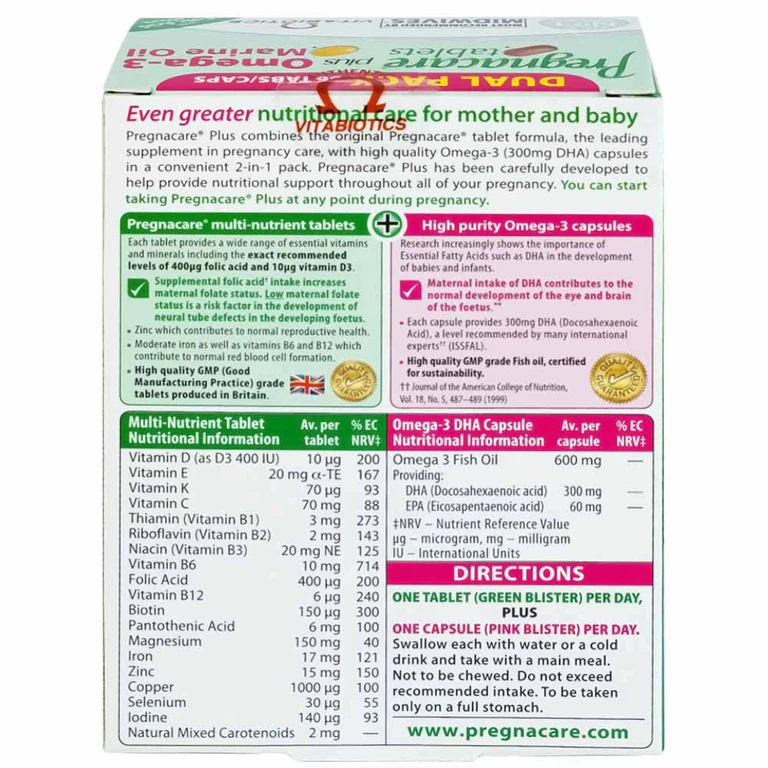 MOST RECOMMENDED BY
MIDWIVES
VITABIOTICS
Pregnacare
tablets
plus
Omega-3
Marine Oil
DUAL PACK
TABS/CAPS
VITABIOTICS
Even greater nutritional care for mother and baby
Pregnacare® Plus combines the original Pregnacare® tablet formula, the leading
supplement in pregnancy care, with high quality Omega-3 (300mg DHA) capsules
in a convenient 2-in-1 pack. Pregnacare® Plus has been carefully developed to
help provide nutritional support throughout all of your pregnancy. You can start
taking Pregnacare® Plus at any point during pregnancy.
Pregnacare® multi-nutrient tablets
Each tablet provides a wide range of essential vitamins
and minerals including the exact recommended
levels of 400µg folic acid and 10µg vitamin D3.
Supplemental folic acid† intake increases
maternal folate status. Low maternal folate
status is a risk factor in the development of
neural tube defects in the developing foetus.
• Zinc which contributes to normal reproductive health.
• Moderate iron as well as vitamins B6 and B12 which
contribute to normal red blood cell formation.
• High quality GMP (Good
Manufacturing Practice) grade
tablets produced in Britain.
QUALITY
GUARANTEED
+
High purity Omega-3 capsules
Research increasingly shows the importance of
Essential Fatty Acids such as DHA in the development
of babies and infants.
Maternal intake of DHA contributes to the
normal development of the eye and brain
of the foetus.**
• Each capsule provides 300mg DHA (Docosahexaenoic
Acid), a level recommended by many international
experts†† (ISSFAL).
• High quality GMP grade Fish oil, certified
for sustainability.
†† Journal of the American College of Nutrition,
Vol. 18, No. 5, 487–489 (1999)
QUALITY
GUARANTEED
Multi-Nutrient Tablet Av. per % EC
Nutritional Information tablet NRV‡
Vitamin D (as D3 400 IU) 10 µg 200
Vitamin E 20 mg α-TE 167
Vitamin K 70 µg 93
Vitamin C 70 mg 88
Thiamin (Vitamin B1) 3 mg 273
Riboflavin (Vitamin B2) 2 mg 143
Niacin (Vitamin B3) 20 mg NE 125
Vitamin B6 10 mg 714
Folic Acid 400 µg 200
Vitamin B12 6 µg 240
Biotin 150 µg 300
Pantothenic Acid 6 mg 100
Magnesium 150 mg 40
Iron 17 mg 121
Zinc 15 mg 150
Copper 1000 µg 100
Selenium 30 µg 55
Iodine 140 µg 93
Natural Mixed Carotenoids 2 mg —
Omega-3 DHA Capsule Av. per % EC
Nutritional Information capsule NRV‡
Omega 3 Fish Oil 600 mg —
Providing:
DHA (Docosahexaenoic acid) 300 mg —
EPA (Eicosapentaenoic acid) 60 mg —
‡NRV – Nutrient Reference Value
µg – microgram, mg – milligram
IU – International Units
DIRECTIONS
ONE TABLET (GREEN BLISTER) PER DAY,
PLUS
ONE CAPSULE (PINK BLISTER) PER DAY.
Swallow each with water or a cold
drink and take with a main meal.
Not to be chewed. Do not exceed
recommended intake. To be taken
only on a full stomach.
www.pregnacare.com